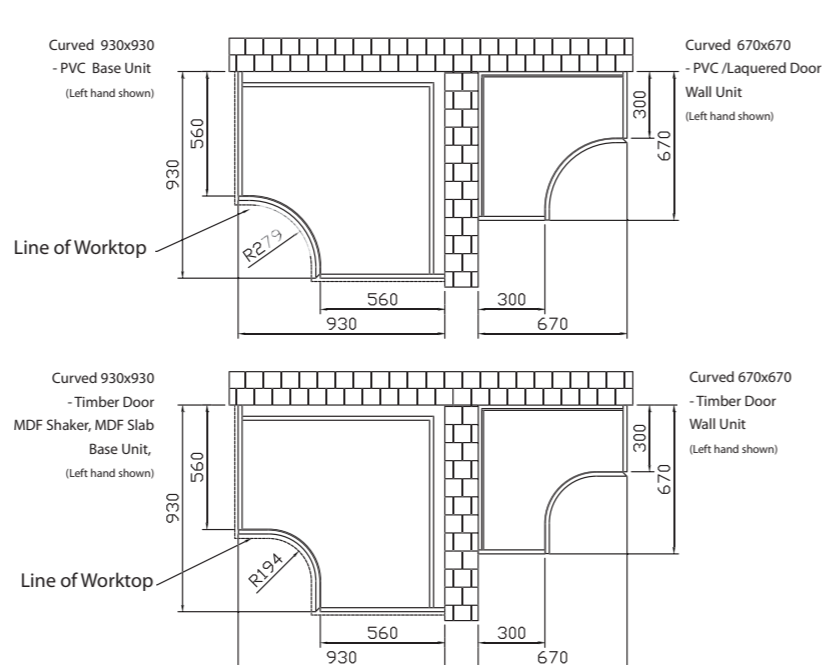 Curved 930x930
- PVC Base Unit
(Left hand shown)
Curved 670x670
- PVC /Laquered Door
Wall Unit
(Left hand shown)
930
560
300
670
Line of Worktop
R279
560
300
930
670
Curved 930x930
- Timber Door
MDF Shaker, MDF Slab
Base Unit,
(Left hand shown)
Curved 670x670
- Timber Door
Wall Unit
(Left hand shown)
930
560
300
670
Line of Worktop
R194
560
300
930
670